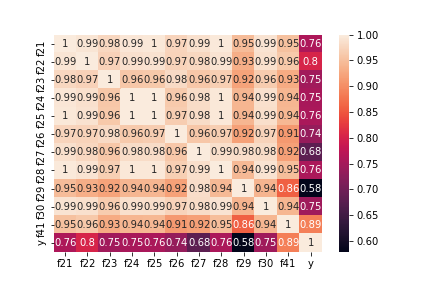 f21 1 0.99 0.98 0.99 1 0.97 0.99 1 0.95 0.99 0.95 0.76
f22 0.99 1 0.97 0.99 0.99 0.97 0.98 0.99 0.93 0.99 0.96 0.8
f23 0.98 0.97 1 0.96 0.96 0.98 0.96 0.97 0.92 0.96 0.93 0.75
f24 0.99 0.99 0.96 1 1 0.96 0.98 1 0.94 0.99 0.94 0.75
f25 1 0.99 0.96 1 1 0.97 0.98 1 0.94 0.99 0.94 0.76
f26 0.97 0.97 0.98 0.96 0.97 1 0.96 0.97 0.92 0.97 0.91 0.74
f27 0.99 0.98 0.96 0.98 0.98 0.96 1 0.99 0.98 0.98 0.92 0.68
f28 1 0.99 0.97 1 1 0.97 0.99 1 0.94 0.99 0.95 0.76
f29 0.95 0.93 0.92 0.94 0.94 0.92 0.98 0.94 1 0.94 0.86 0.58
f30 0.99 0.99 0.96 0.99 0.99 0.97 0.98 0.99 0.94 1 0.94 0.75
f41 0.95 0.96 0.93 0.94 0.94 0.91 0.92 0.95 0.86 0.94 1 0.89
y 0.76 0.8 0.75 0.75 0.76 0.74 0.68 0.76 0.58 0.75 0.89 1
f21 f22 f23 f24 f25 f26 f27 f28 f29 f30 f41 y
1.00
0.95
0.90
0.85
0.80
0.75
0.70
0.65
0.60